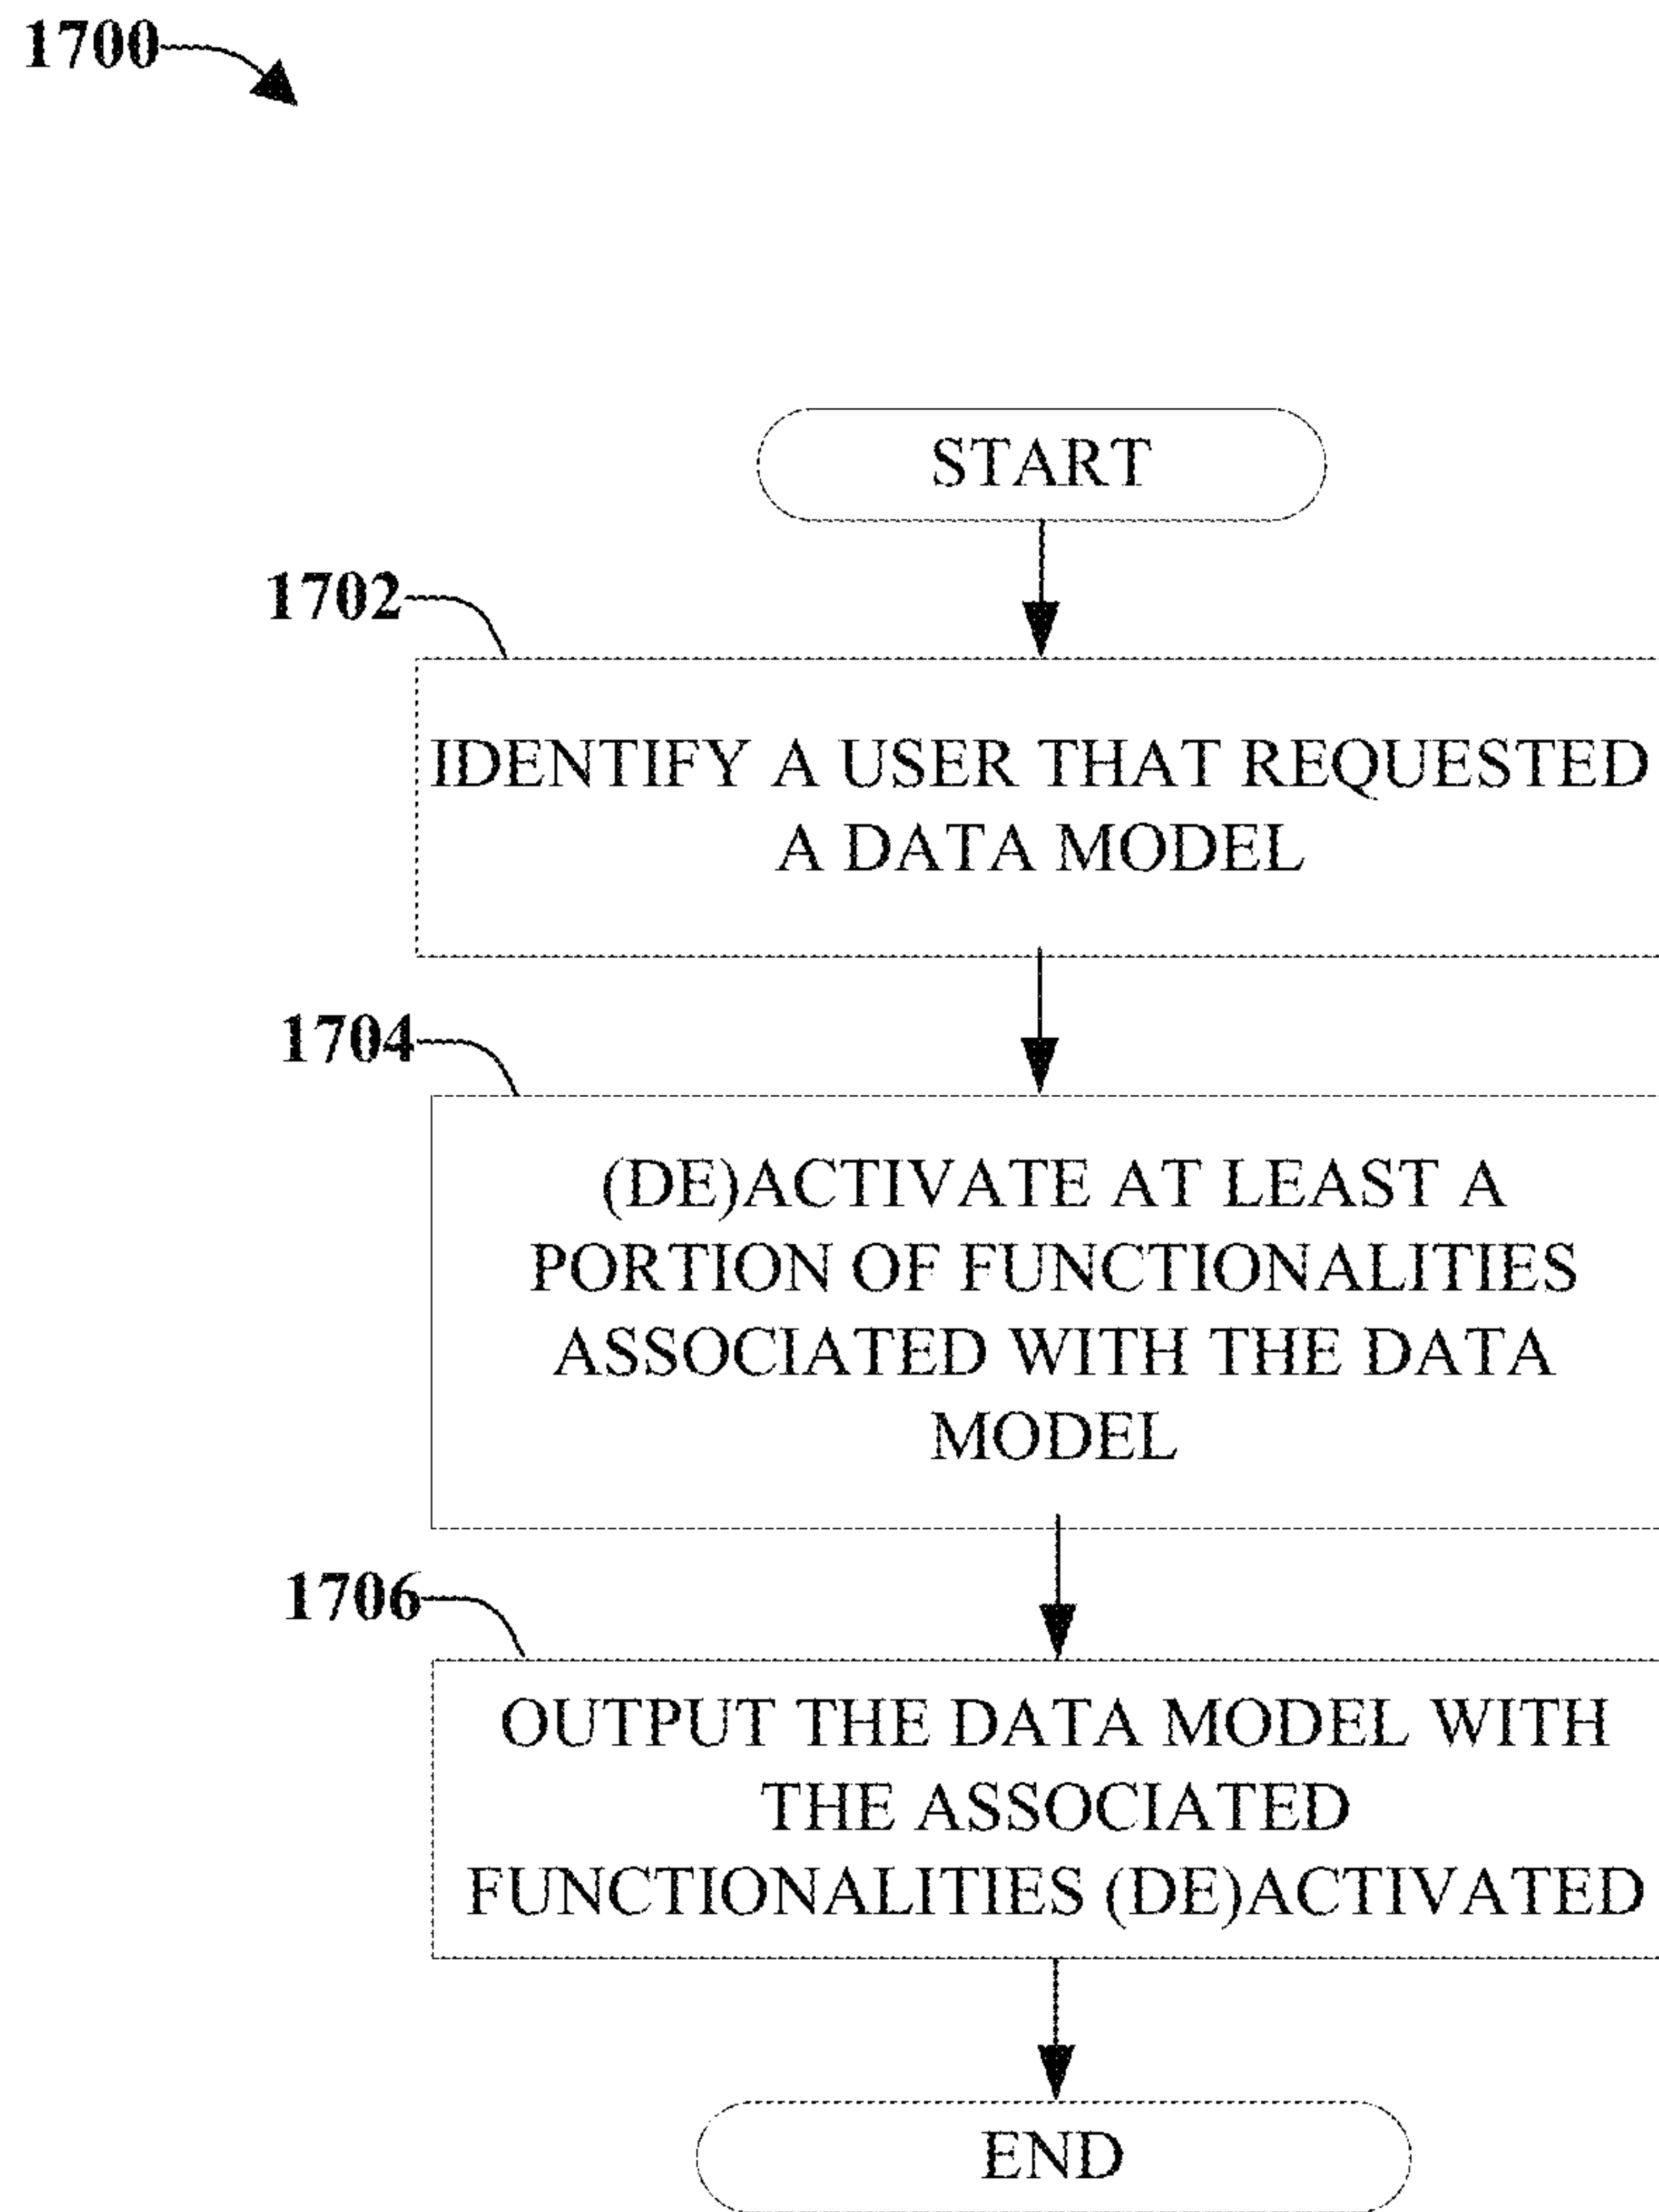 1700
START
1702
IDENTIFY A USER THAT REQUESTED
A DATA MODEL
1704
(DE)ACTIVATE AT LEAST A
PORTION OF FUNCTIONALITIES
ASSOCIATED WITH THE DATA
MODEL
1706
OUTPUT THE DATA MODEL WITH
THE ASSOCIATED
FUNCTIONALITIES (DE)ACTIVATED
END